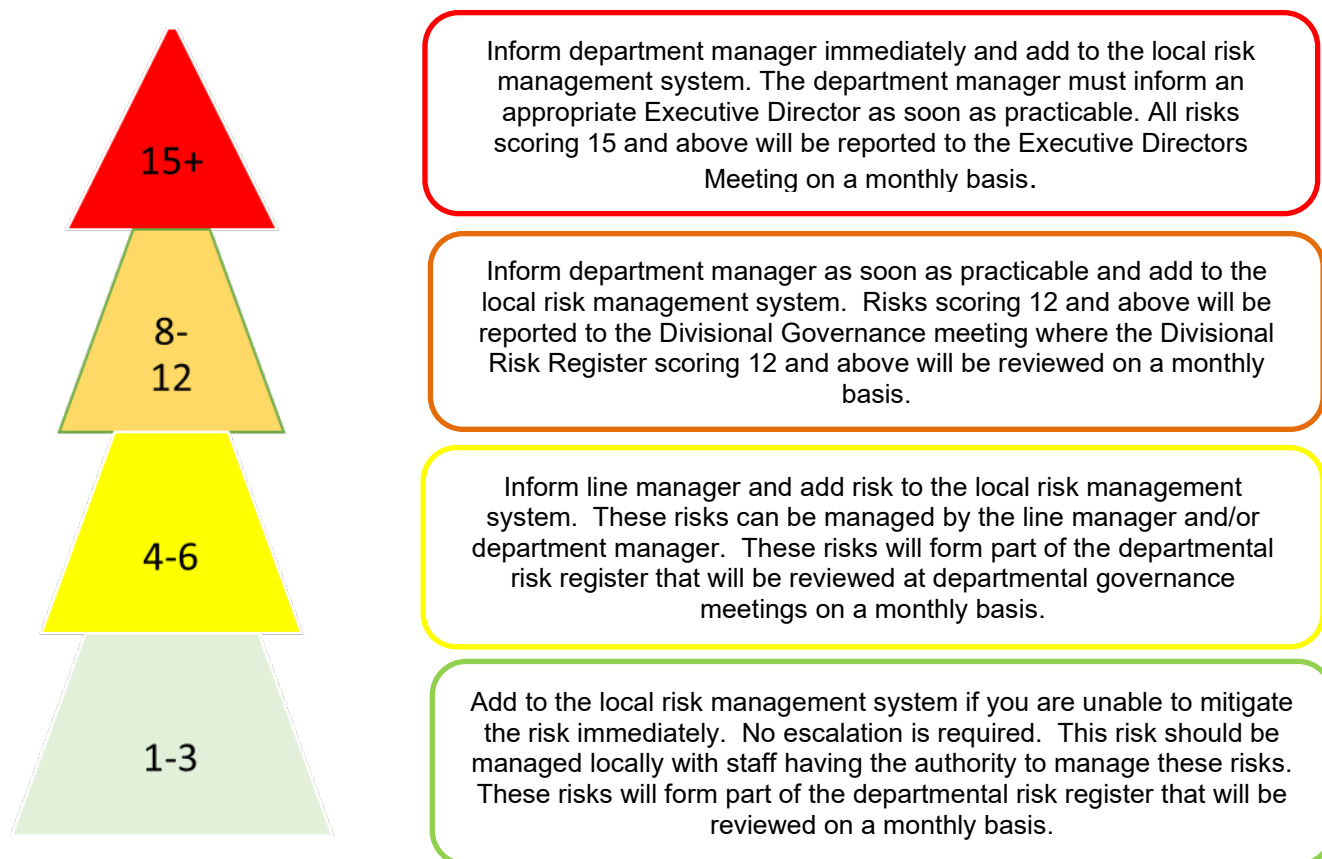 15+
Inform department manager immediately and add to the local risk
management system. The department manager must inform an
appropriate Executive Director as soon as practicable. All risks
scoring 15 and above will be reported to the Executive Directors
Meeting on a monthly basis.
8-
12
Inform department manager as soon as practicable and add to the
local risk management system.  Risks scoring 12 and above will be
reported to the Divisional Governance meeting where the Divisional
Risk Register scoring 12 and above will be reviewed on a monthly
basis.
4-6
Inform line manager and add risk to the local risk management
system.  These risks can be managed by the line manager and/or
department manager.  These risks will form part of the departmental
risk register that will be reviewed at departmental governance
meetings on a monthly basis.
1-3
Add to the local risk management system if you are unable to mitigate
the risk immediately.  No escalation is required.  This risk should be
managed locally with staff having the authority to manage these risks.
These risks will form part of the departmental risk register that will be
reviewed on a monthly basis.